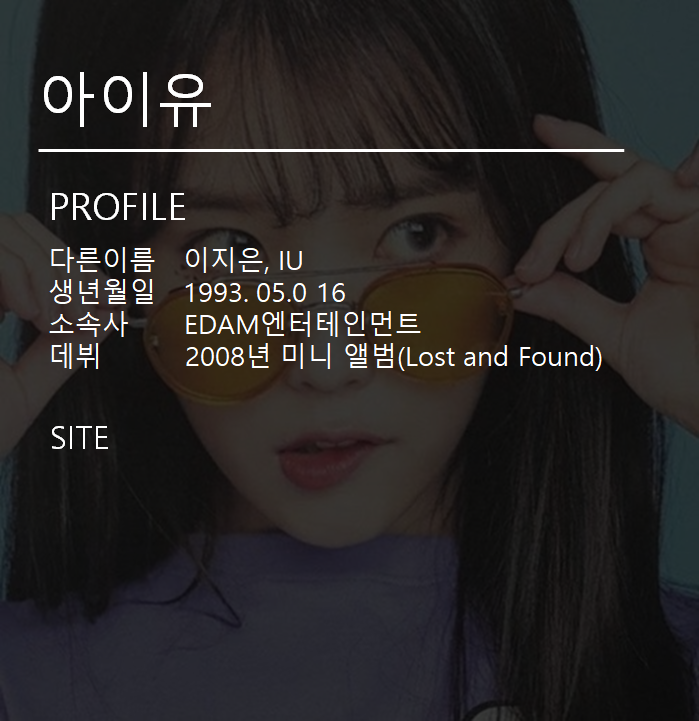 아이유
PROFILE
다른이름 이지은, IU
생년월일 1993. 05.0 16
소속사 EDAM엔터테인먼트
데뷔 2008년 미니 앨범(Lost and Found)
SITE